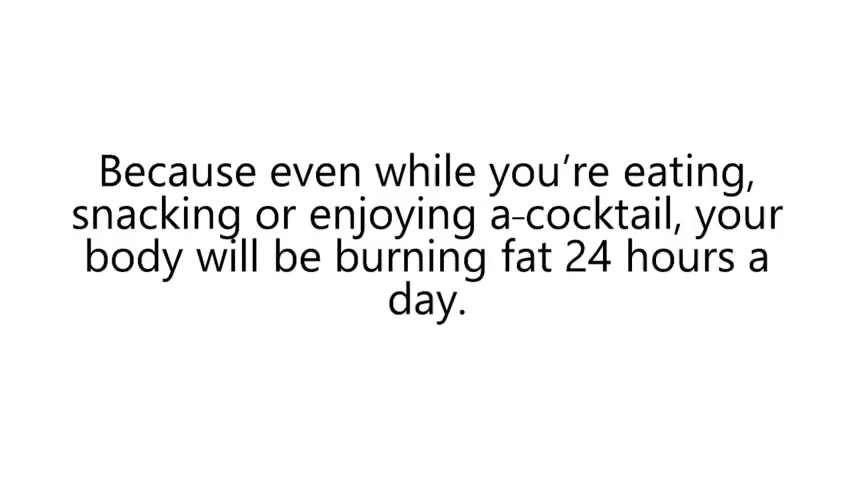 Because even while you’re eating,
snacking or enjoying a-cocktail, your
body will be burning fat 24 hours a
day.